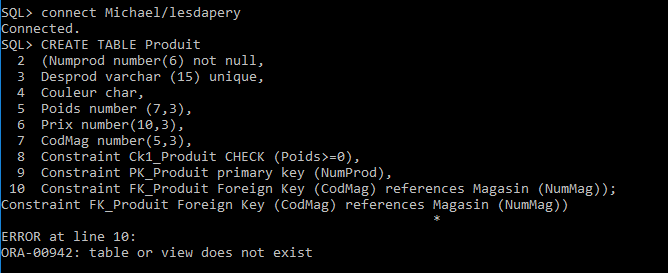 SQL> connect Michael/lesdapery
Connected.
SQL> CREATE TABLE Produit
  2  (Numprod number(6) not null,
  3  Desprod varchar (15) unique,
  4  Couleur char,
  5  Poids number (7,3),
  6  Prix number(10,3),
  7  CodMag number(5,3),
  8  Constraint Ck1_Produit CHECK (Poids>=0),
  9  Constraint PK_Produit primary key (NumProd),
 10  Constraint FK_Produit Foreign Key (CodMag) references Magasin (NumMag));
Constraint FK_Produit Foreign Key (CodMag) references Magasin (NumMag))
                                                      *
ERROR at line 10:
ORA-00942: table or view does not exist